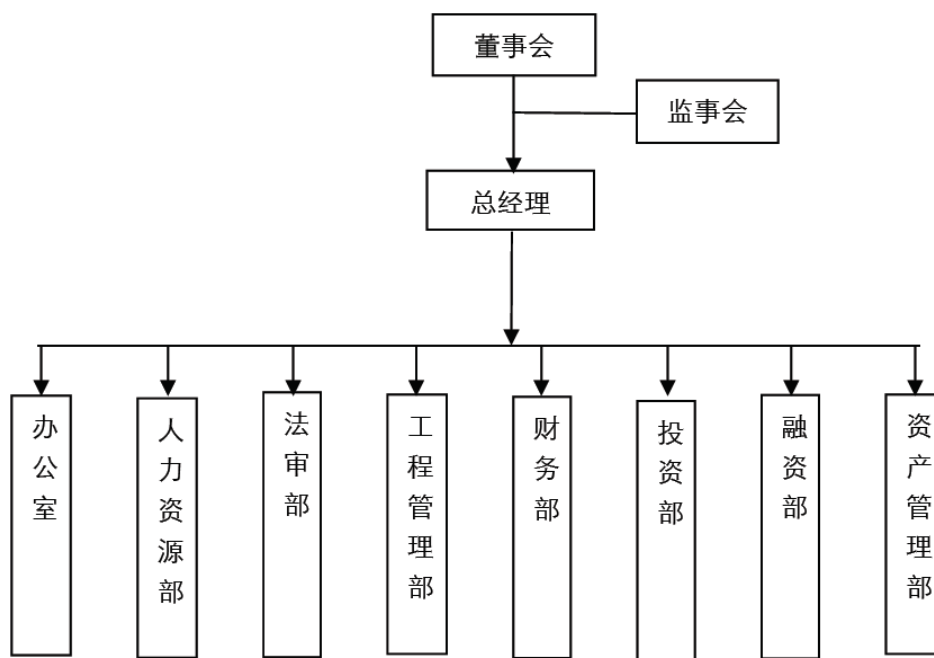 董事会
监事会
总经理
办公室
人力资源部
法审部
工程管理部
财务部
投资部
融资部
资产管理部